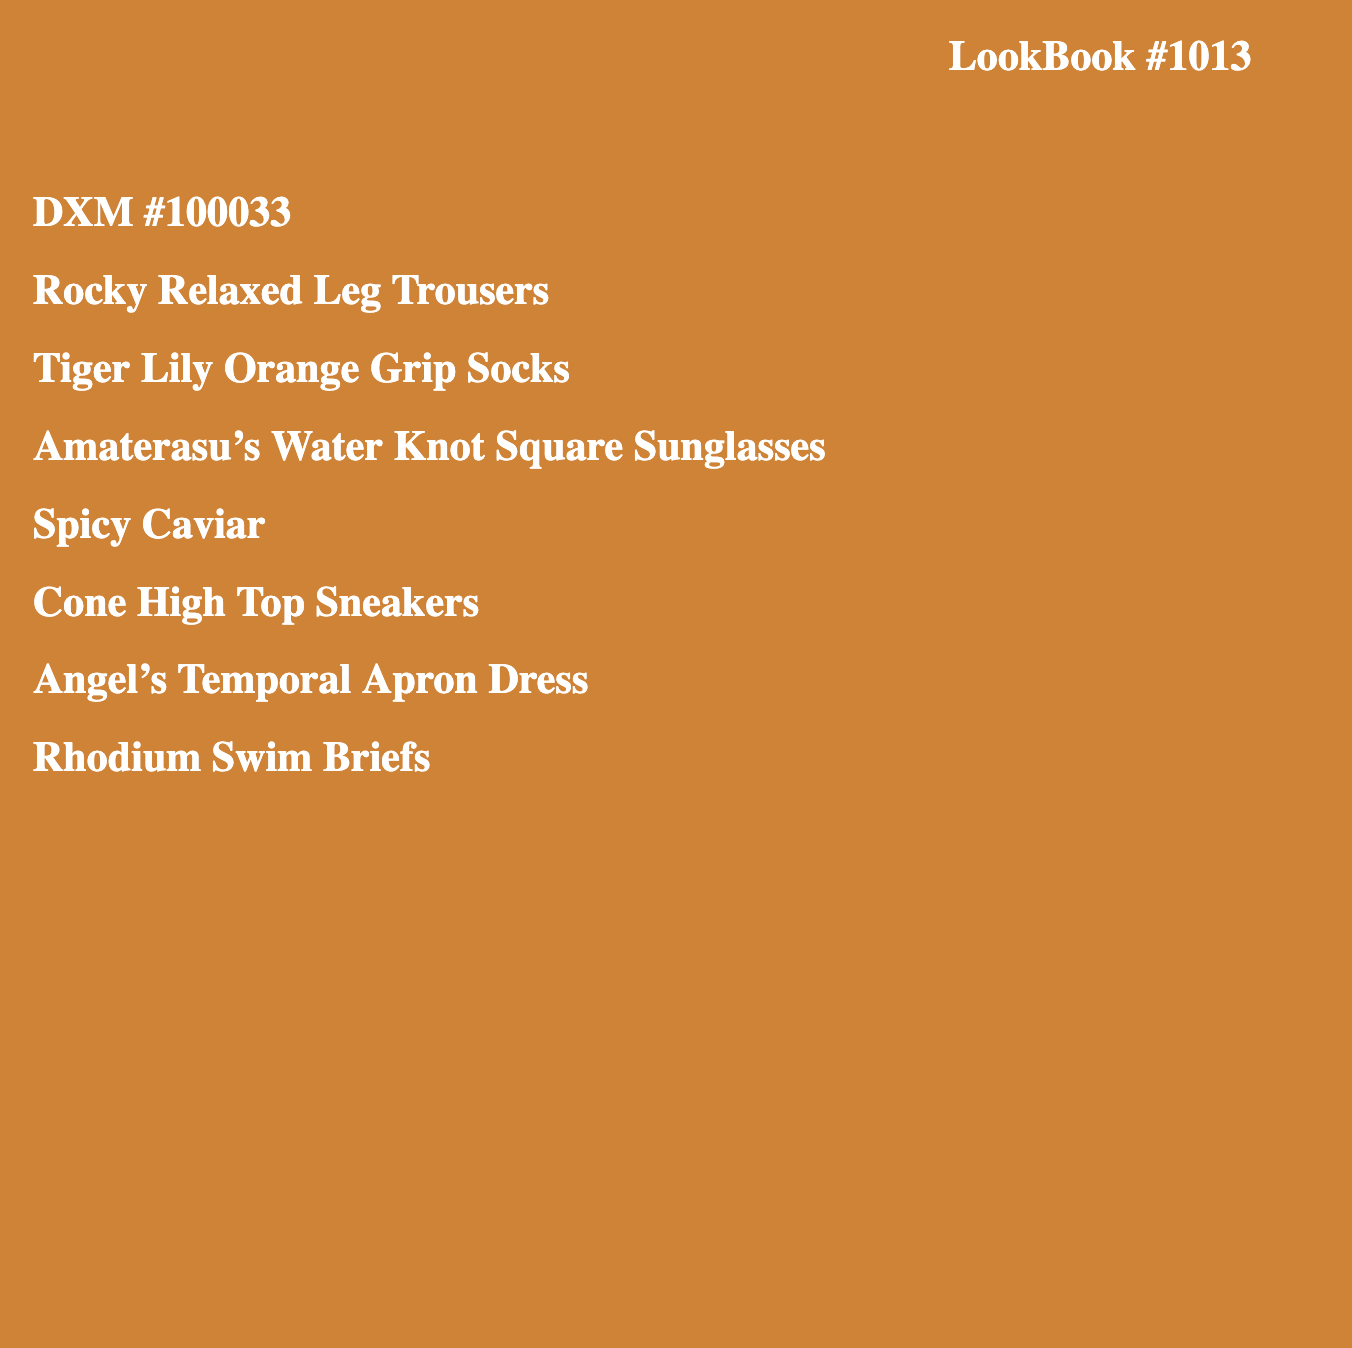 LookBook #1013
DXM #100033
Rocky Relaxed Leg Trousers
Tiger Lily Orange Grip Socks
Amaterasu’s Water Knot Square Sunglasses
Spicy Caviar
Cone High Top Sneakers
Angel’s Temporal Apron Dress
Rhodium Swim Briefs